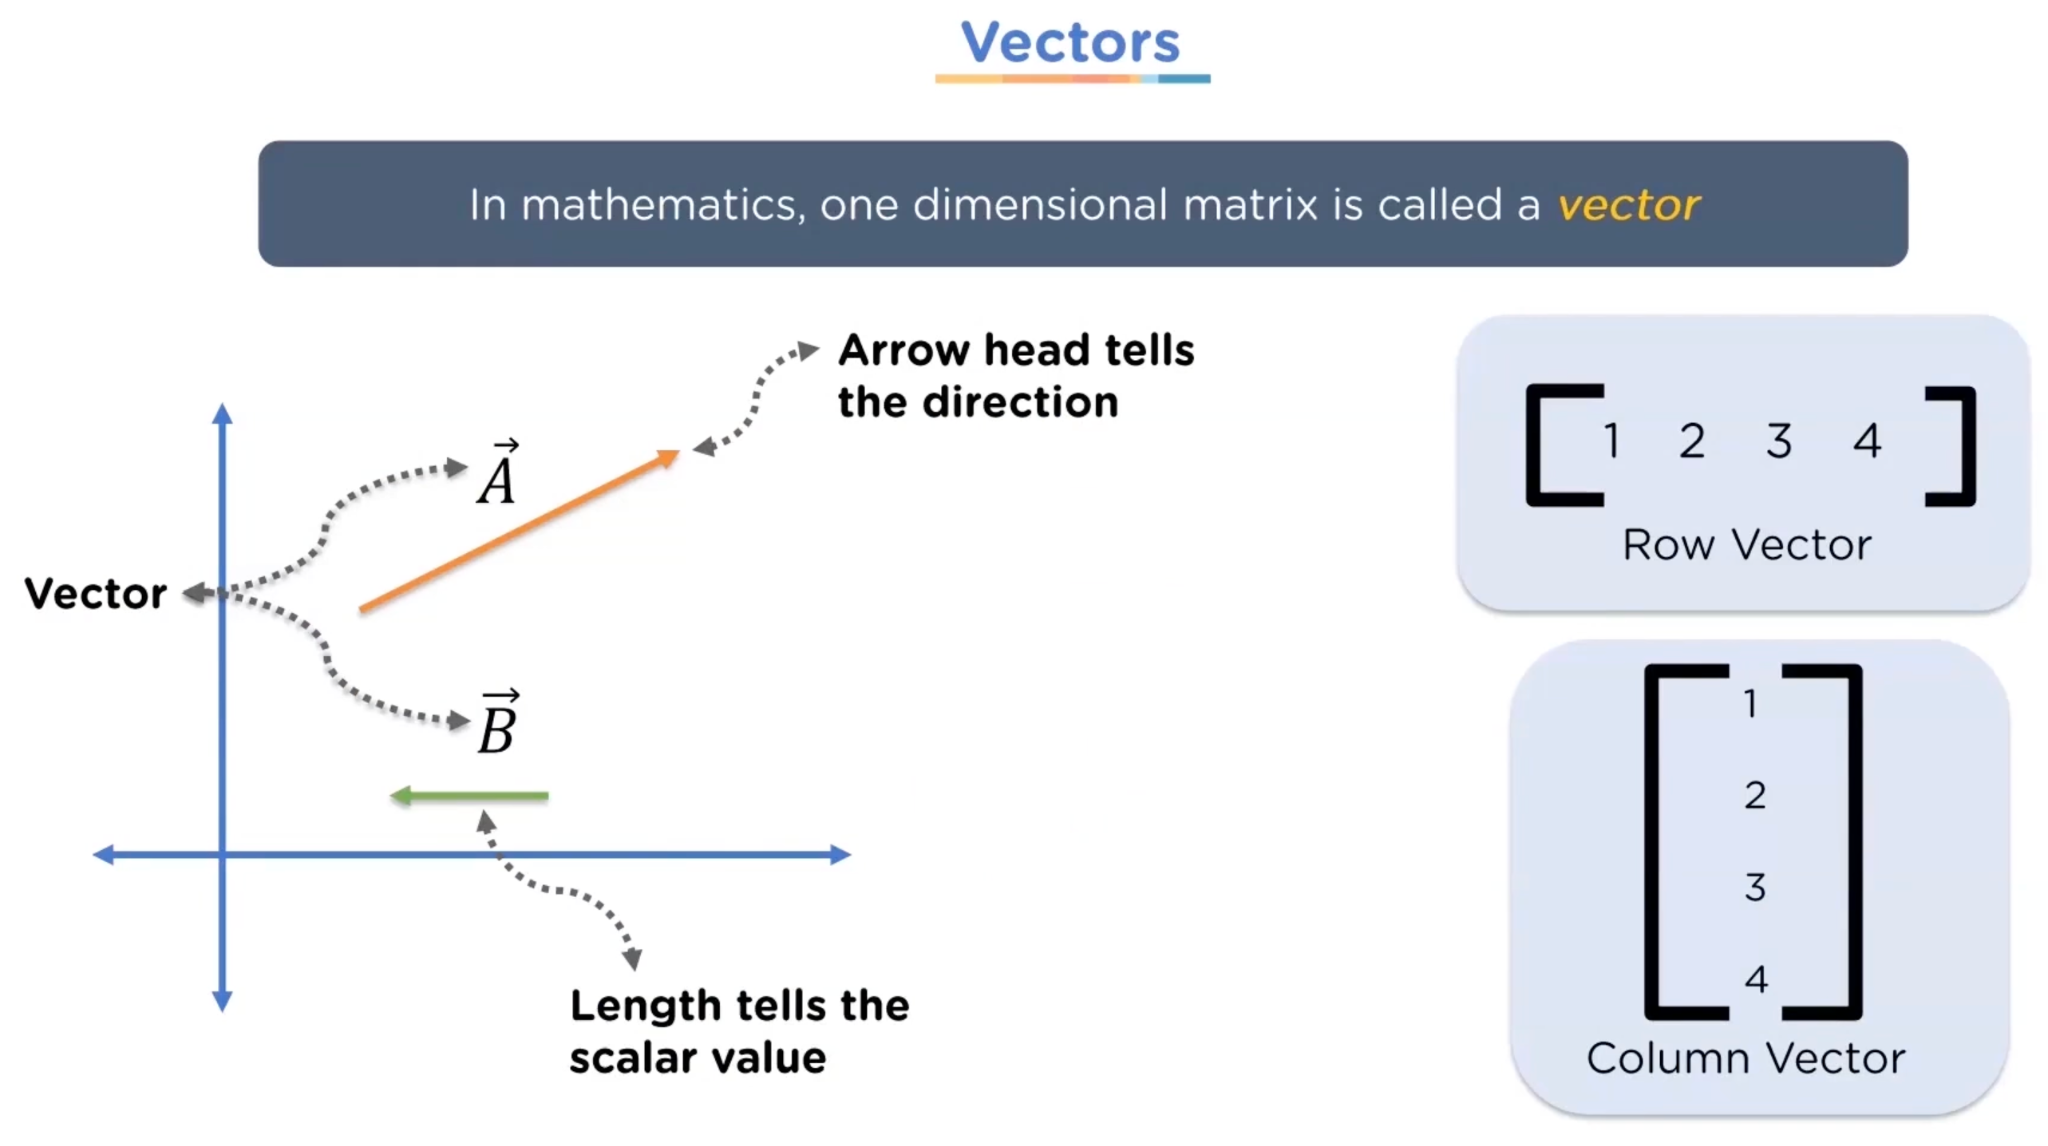 Vectors
In mathematics, one dimensional matrix is called a vector
Arrow head tells
the direction
A⃗
Vector
B⃗
Length tells the
scalar value
1 2 3 4
Row Vector
1
2
3
4
Column Vector